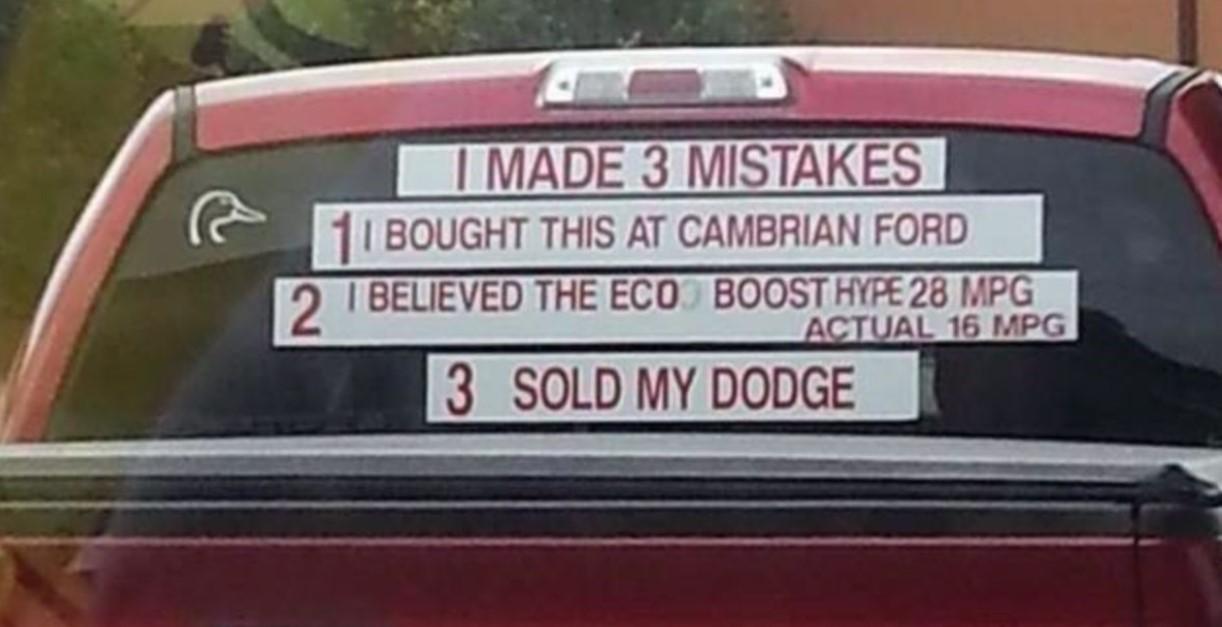 I MADE 3 MISTAKES
1 I BOUGHT THIS AT CAMBRIAN FORD
2 I BELIEVED THE ECO BOOST HYPE 28 MPG
ACTUAL 16 MPG
3 SOLD MY DODGE